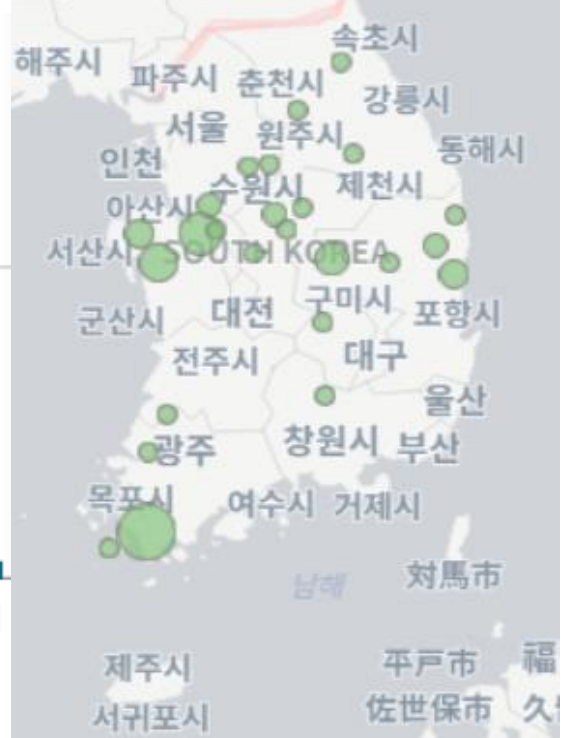 속초시
해주시
파주시
춘천시
강릉시
서울
원주시
동해시
인천
수원시
제천시
아산시
서산시
SOUTH KOREA
군산시
대전
구미시
포항시
전주시
대구
울산
광주
창원시
부산
목포시
여수시
거제시
남해
対馬市
제주시
平戸市
福
서귀포시
佐世保市
久